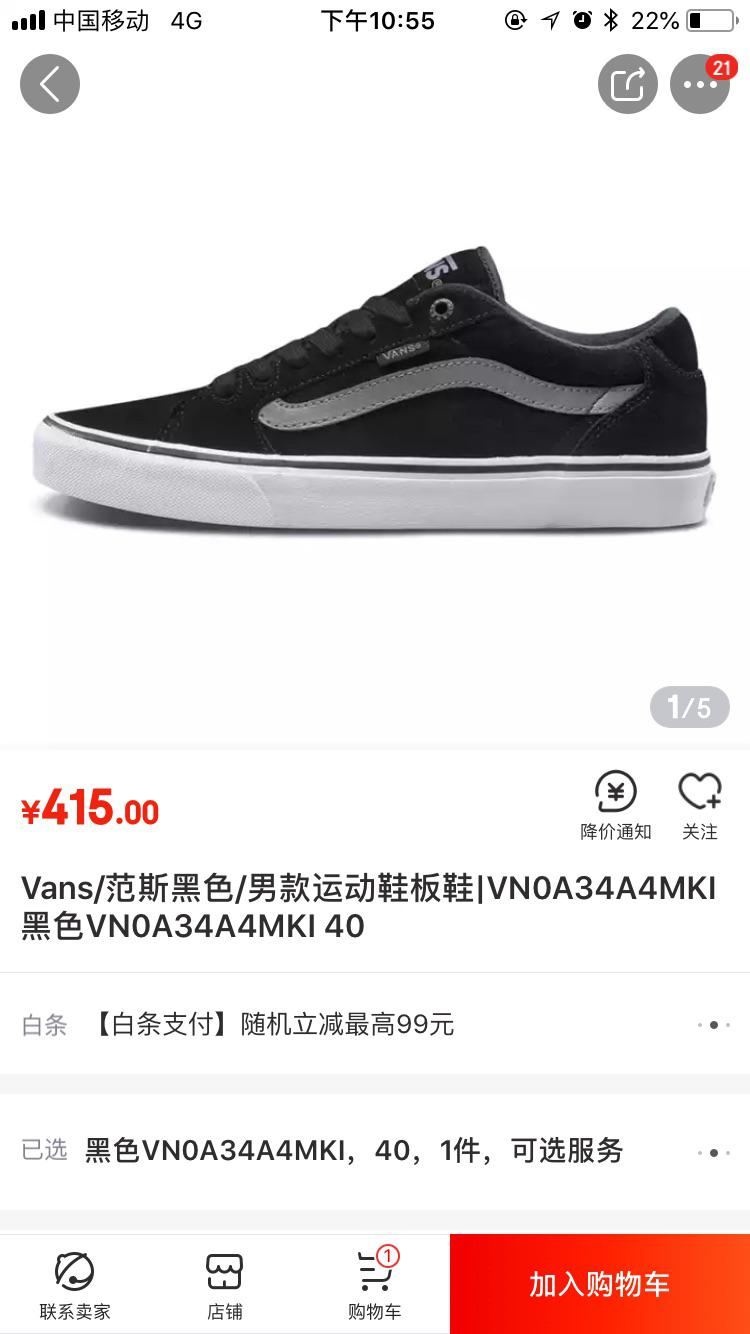 中国移动 4G 下午10:55 22%
21
VANS
1/5
¥415.00
降价通知 关注
Vans/范斯黑色/男款运动鞋板鞋|VN0A34A4MKI
黑色VN0A34A4MKI 40
白条 【白条支付】随机立减最高99元
已选 黑色VN0A34A4MKI，40，1件，可选服务
1
联系卖家 店铺 购物车 加入购物车